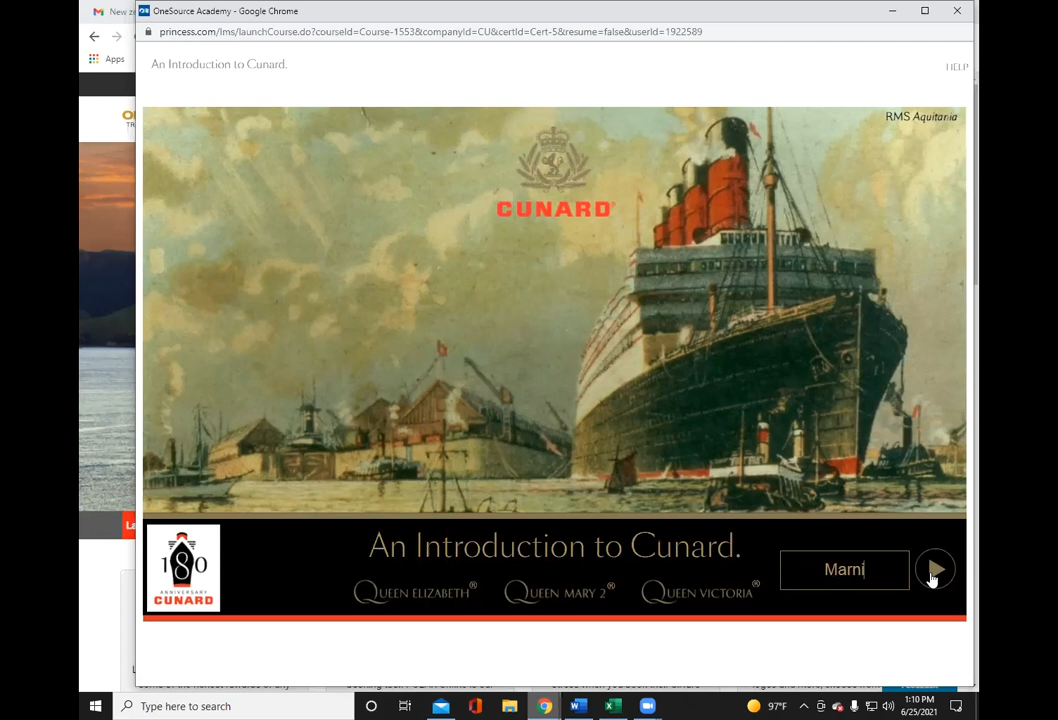 New ze
OneSource Academy - Google Chrome
princess.com/lms/launchCourse.do?courseId=Course-1553&companyId=CU&certId=Cert-5&resume=false&userId=1922589
Apps
An Introduction to Cunard.
HELP
RMS Aquitania
CUNARD
An Introduction to Cunard.
Marni
QUEEN ELIZABETH® QUEEN MARY 2® QUEEN VICTORIA®
180
ANNIVERSARY
CUNARD
La
Type here to search
97°F
1:10 PM
6/25/2021